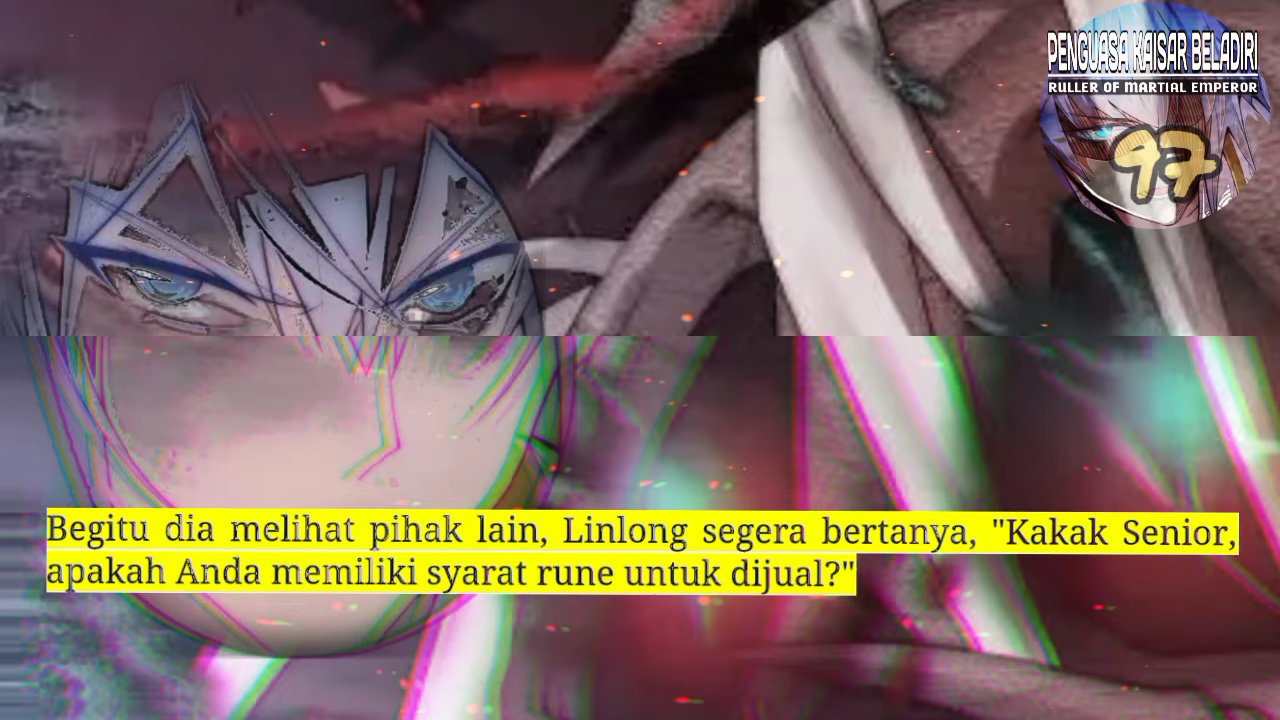 PENGUASA KAISAR BELADIRI
RULLER OF MARTIAL EMPEROR
97
Begitu dia melihat pihak lain, Linlong segera bertanya, "Kakak Senior,
apakah Anda memiliki syarat rune untuk dijual?"